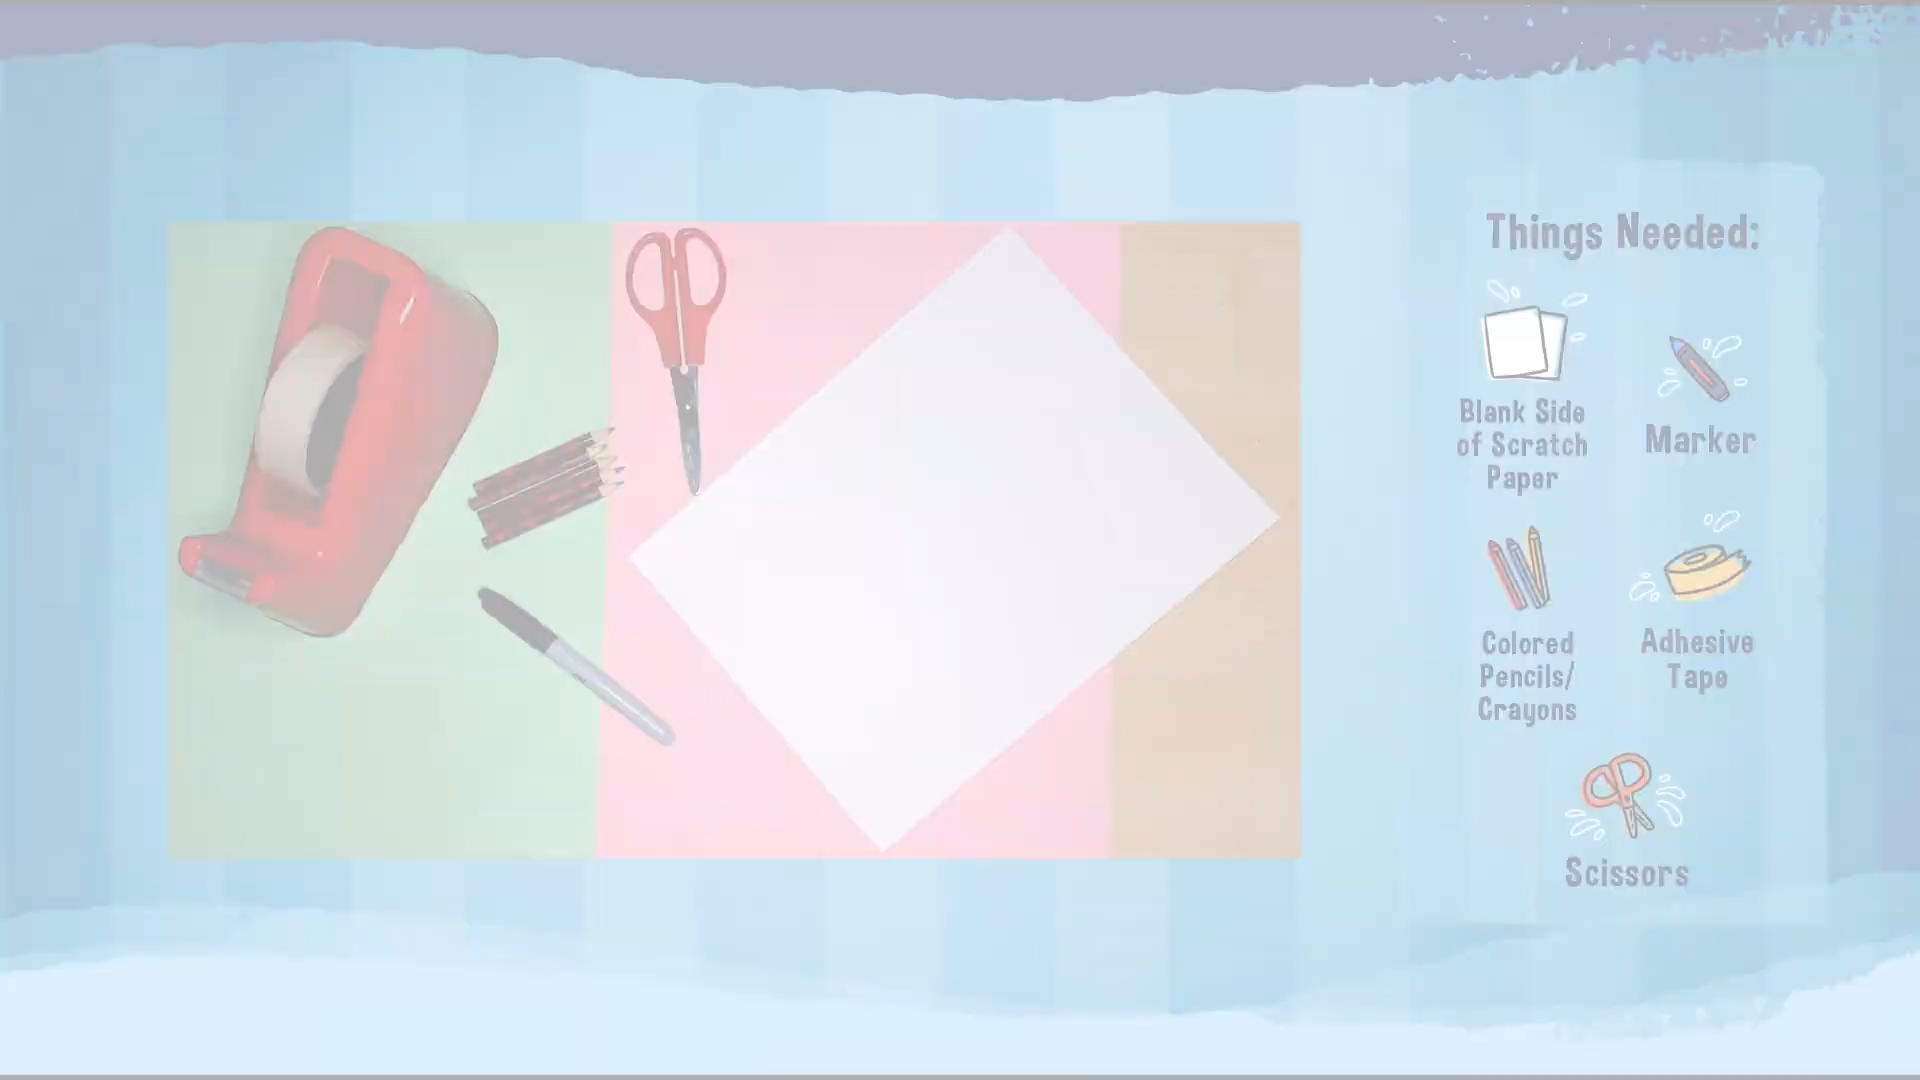 Things Needed:
Blank Side
of Scratch
Paper
Marker
Colored
Pencils/
Crayons
Adhesive
Tape
Scissors